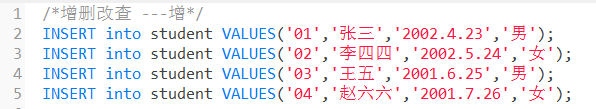 1 /*增删改查 ---增*/
2 INSERT into student VALUES('01','张三','2002.4.23','男');
3 INSERT into student VALUES('02','李四四','2002.5.24','女');
4 INSERT into student VALUES('03','王五','2001.6.25','男');
5 INSERT into student VALUES('04','赵六六','2001.7.26','女');